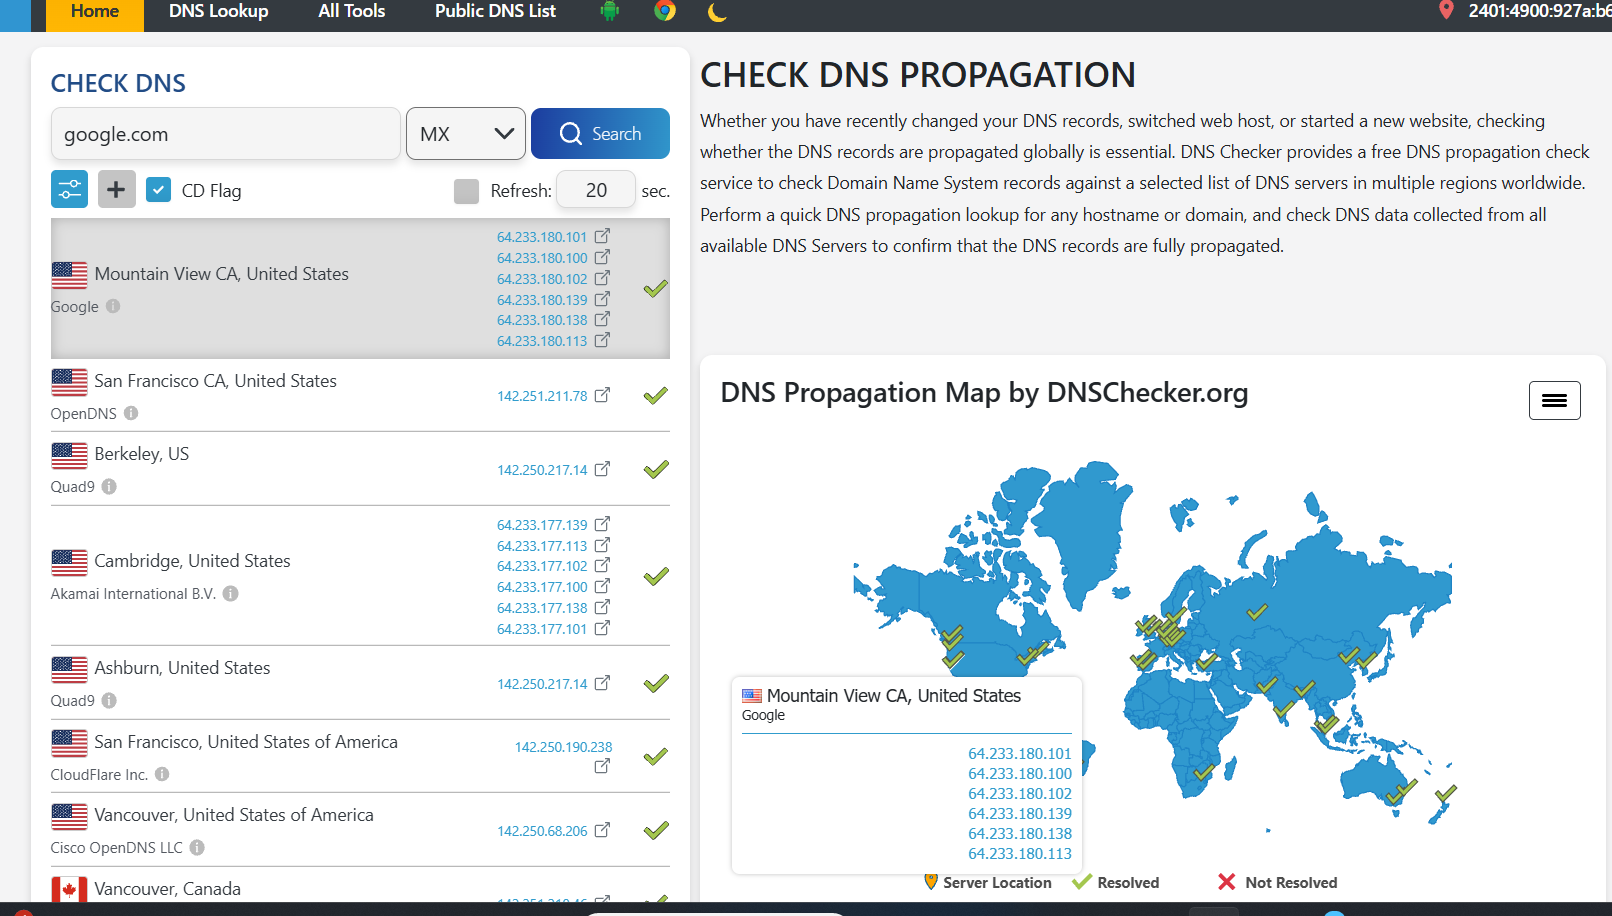 Home
DNS Lookup
All Tools
Public DNS List
2401:4900:927a:b6
CHECK DNS
google.com
MX
Search
CD Flag
Refresh:
20
sec.
Mountain View CA, United States
Google
64.233.180.101
64.233.180.100
64.233.180.102
64.233.180.139
64.233.180.138
64.233.180.113
San Francisco CA, United States
OpenDNS
142.251.211.78
Berkeley, US
Quad9
142.250.217.14
Cambridge, United States
Akamai International B.V.
64.233.177.139
64.233.177.113
64.233.177.102
64.233.177.100
64.233.177.138
64.233.177.101
Ashburn, United States
Quad9
142.250.217.14
San Francisco, United States of America
CloudFlare Inc.
142.250.190.238
Vancouver, United States of America
Cisco OpenDNS LLC
142.250.68.206
Vancouver, Canada
CHECK DNS PROPAGATION
Whether you have recently changed your DNS records, switched web host, or started a new website, checking
whether the DNS records are propagated globally is essential. DNS Checker provides a free DNS propagation check
service to check Domain Name System records against a selected list of DNS servers in multiple regions worldwide.
Perform a quick DNS propagation lookup for any hostname or domain, and check DNS data collected from all
available DNS Servers to confirm that the DNS records are fully propagated.
DNS Propagation Map by DNSChecker.org
Mountain View CA, United States
Google
64.233.180.101
64.233.180.100
64.233.180.102
64.233.180.139
64.233.180.138
64.233.180.113
Server Location
Resolved
Not Resolved